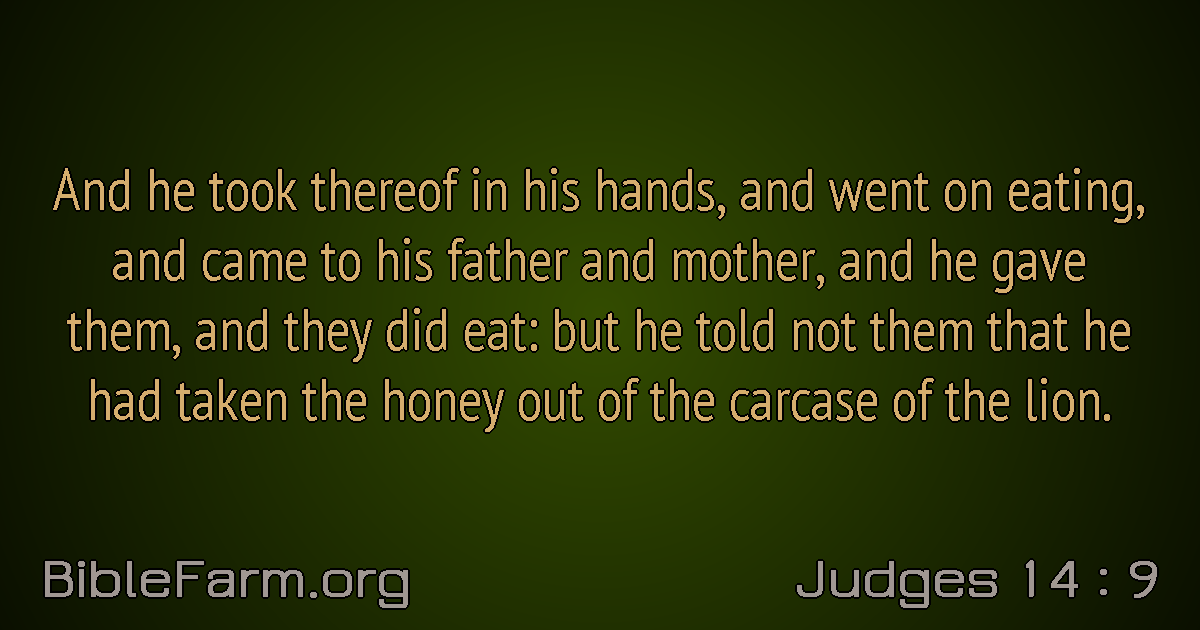 And he took thereof in his hands, and went on eating,
and came to his father and mother, and he gave
them, and they did eat: but he told not them that he
had taken the honey out of the carcase of the lion.
BibleFarm.org
Judges 14 : 9